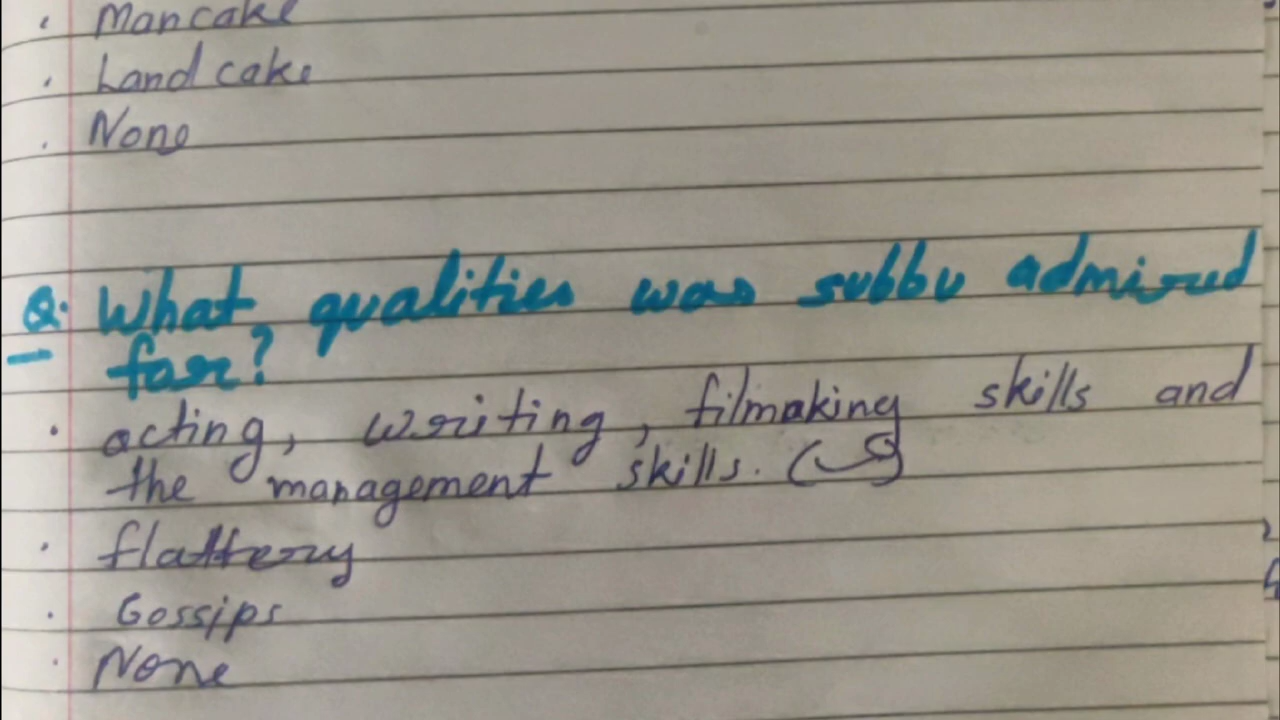 . Mancake
. Land cake
. None
Q. What qualities was subbu admired
for?
. acting, writing, filmaking skills and
the management skills.
. flattery
. Gossips
. None